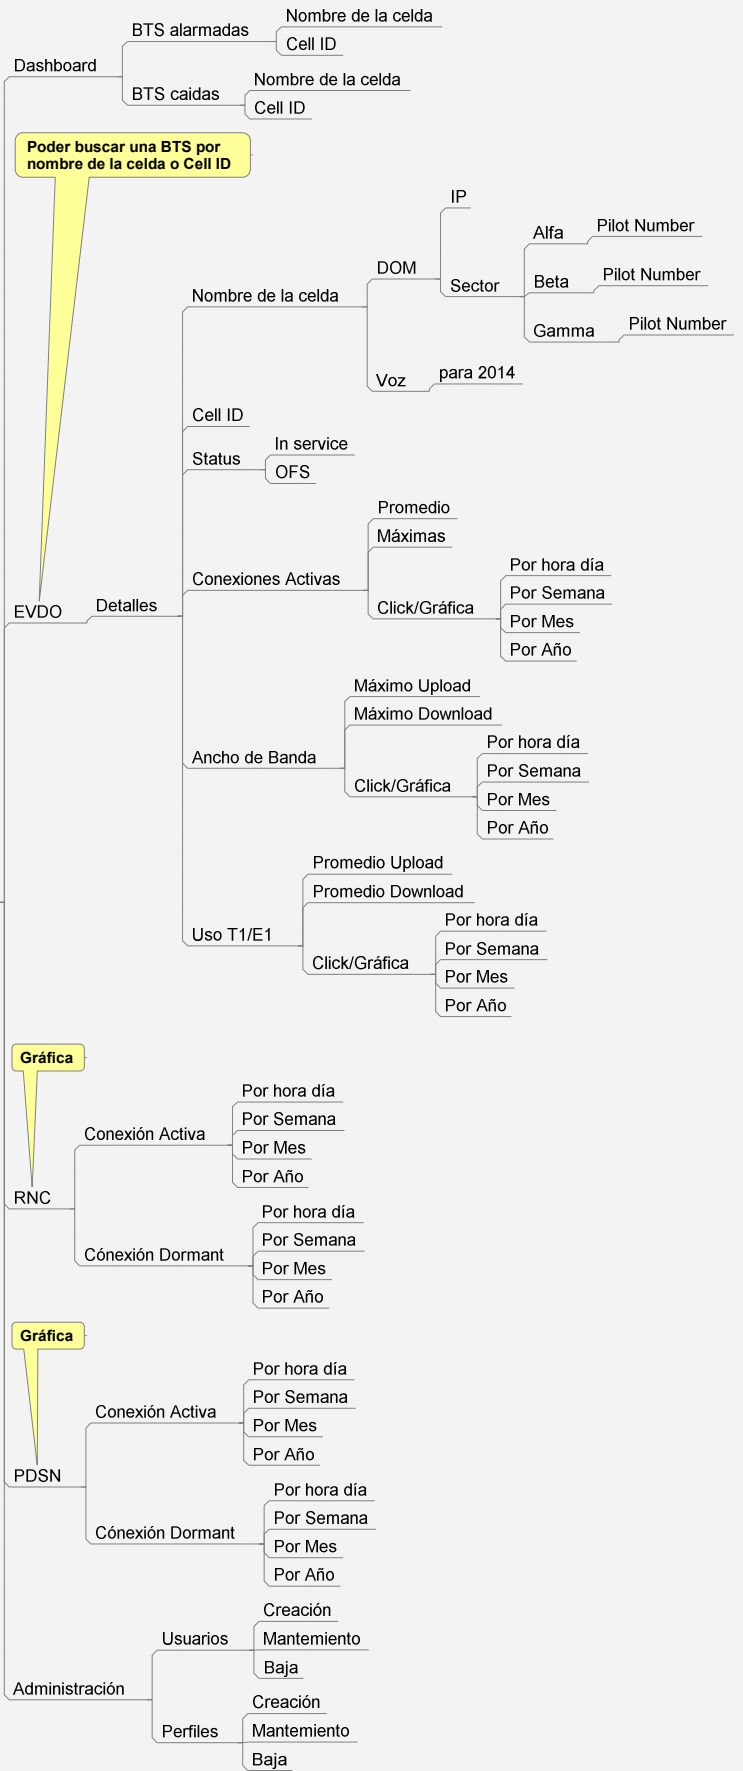 Dashboard
BTS alarmadas
Nombre de la celda
Cell ID
BTS caidas
Nombre de la celda
Cell ID
Poder buscar una BTS por
nombre de la celda o Cell ID
EVDO
Detalles
Nombre de la celda
DOM
IP
Sector
Alfa
Pilot Number
Beta
Pilot Number
Gamma
Pilot Number
Voz
para 2014
Cell ID
Status
In service
OFS
Conexiones Activas
Promedio
Máximas
Click/Gráfica
Por hora día
Por Semana
Por Mes
Por Año
Ancho de Banda
Máximo Upload
Máximo Download
Click/Gráfica
Por hora día
Por Semana
Por Mes
Por Año
Uso T1/E1
Promedio Upload
Promedio Download
Click/Gráfica
Por hora día
Por Semana
Por Mes
Por Año
Gráfica
RNC
Conexión Activa
Por hora día
Por Semana
Por Mes
Por Año
Cónexión Dormant
Por hora día
Por Semana
Por Mes
Por Año
Gráfica
PDSN
Conexión Activa
Por hora día
Por Semana
Por Mes
Por Año
Cónexión Dormant
Por hora día
Por Semana
Por Mes
Por Año
Administración
Usuarios
Creación
Mantemiento
Baja
Perfiles
Creación
Mantemiento
Baja